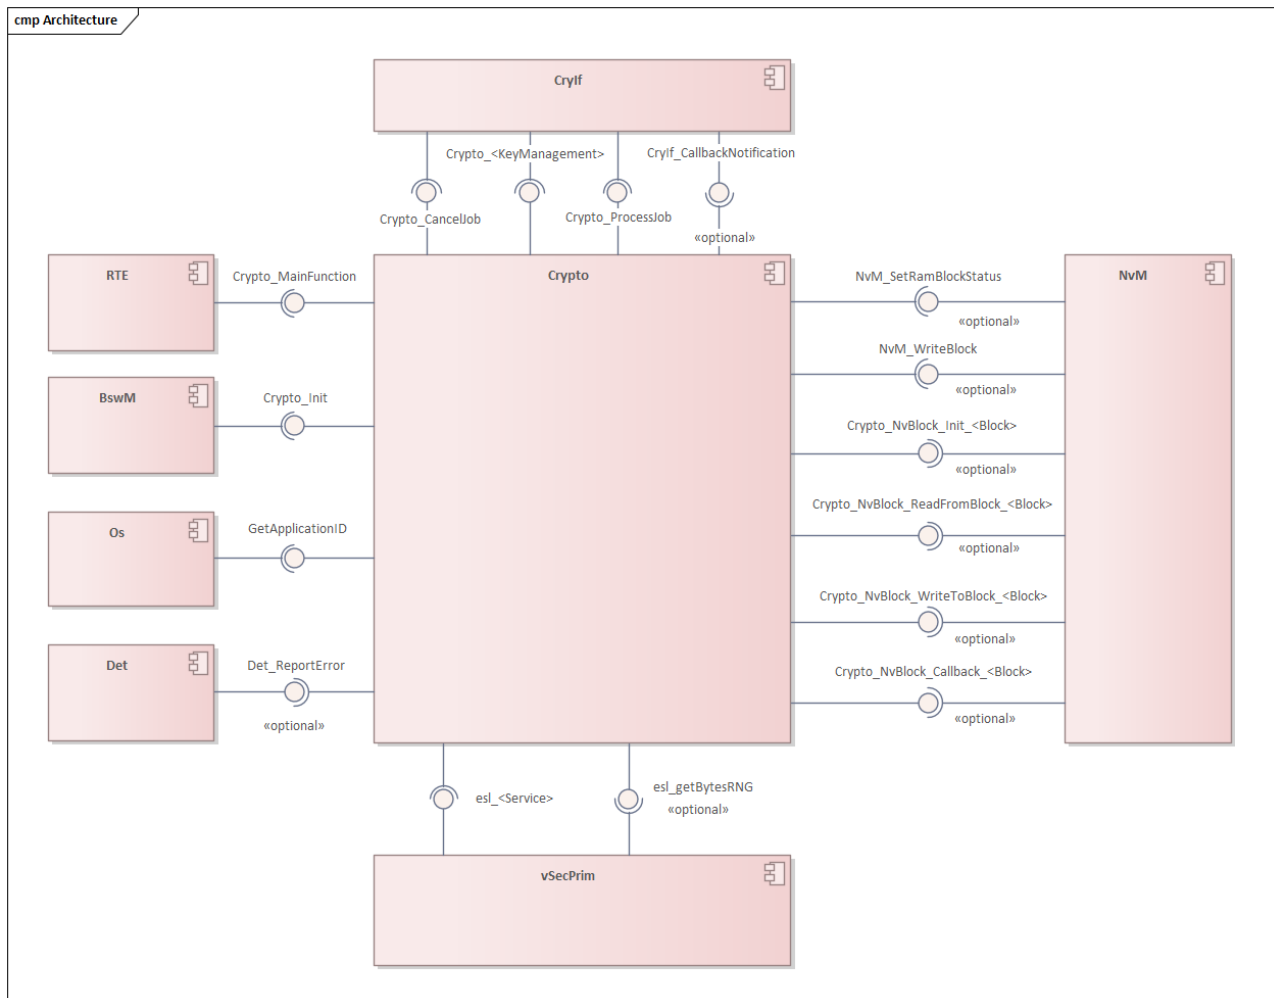 cmp Architecture
CryIf
Crypto_<KeyManagement>
CryIf_CallbackNotification
Crypto_CancelJob
Crypto_ProcessJob
«optional»
RTE
Crypto_MainFunction
Crypto
NvM_SetRamBlockStatus
NvM
«optional»
NvM_WriteBlock
«optional»
BswM
Crypto_Init
Crypto_NvBlock_Init_<Block>
«optional»
Crypto_NvBlock_ReadFromBlock_<Block>
Os
GetApplicationID
«optional»
Crypto_NvBlock_WriteToBlock_<Block>
«optional»
Det
Det_ReportError
Crypto_NvBlock_Callback_<Block>
«optional»
«optional»
esl_<Service>
esl_getBytesRNG
«optional»
vSecPrim